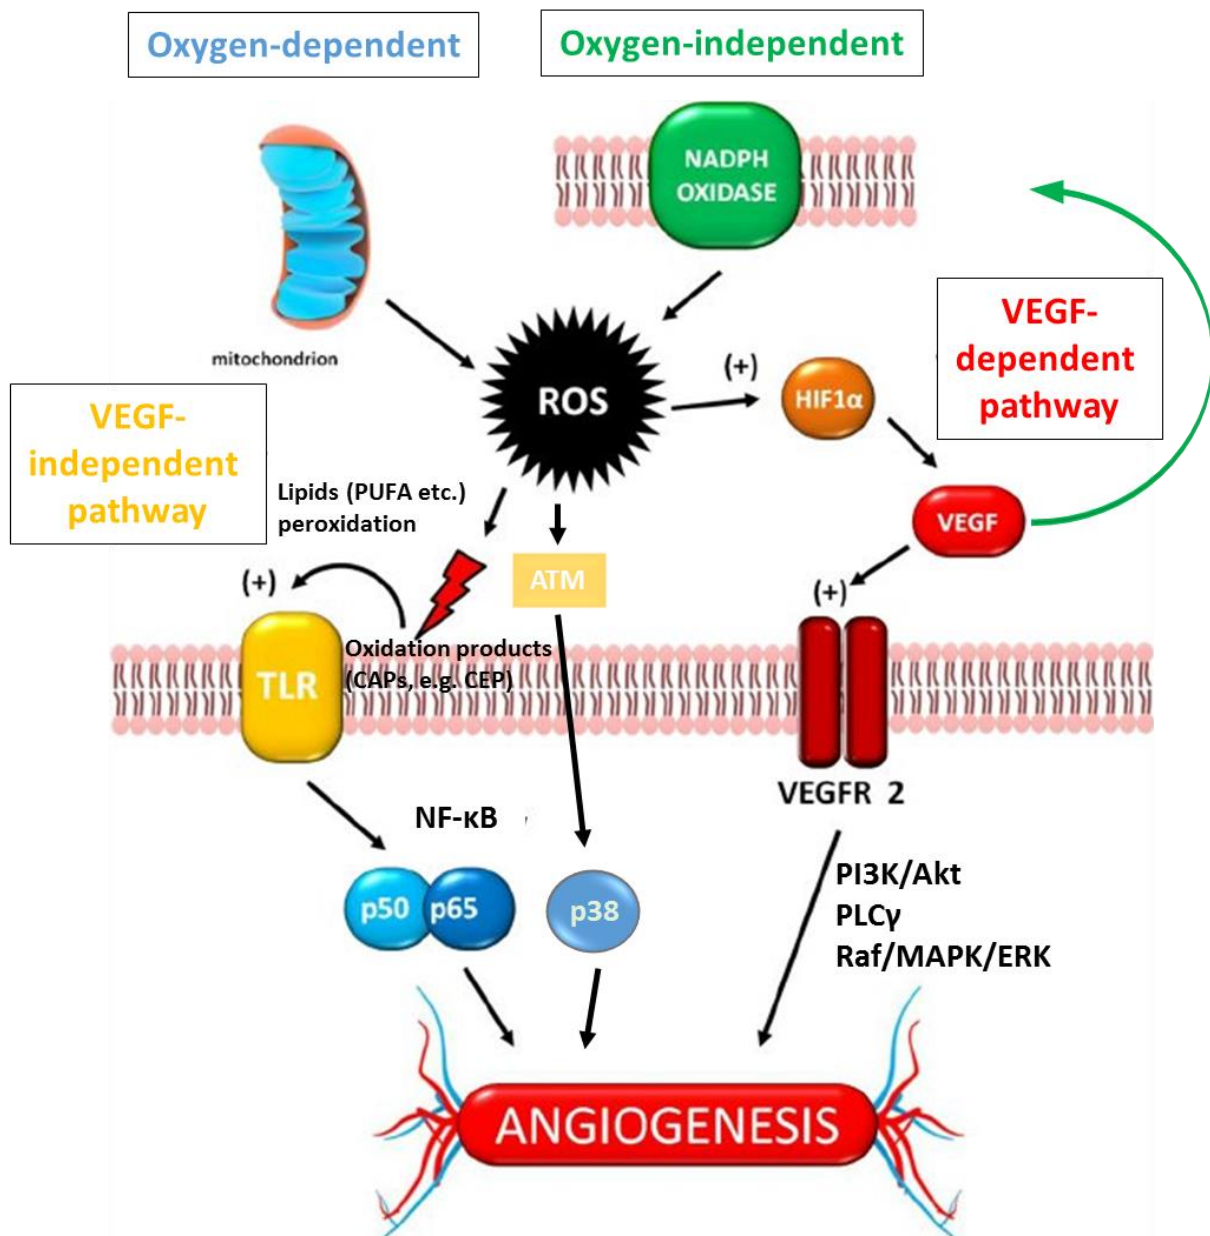 Oxygen-dependent
Oxygen-independent
NADPH
OXIDASE
mitochondrion
ROS
(+)
HIF1α
VEGF-
dependent
pathway
VEGF-
independent
pathway
Lipids (PUFA etc.)
peroxidation
VEGF
(+)
ATM
(+)
TLR
Oxidation products
(CAPs, e.g. CEP)
VEGFR 2
NF-κB
p50
p65
p38
PI3K/Akt
PLCγ
Raf/MAPK/ERK
ANGIOGENESIS